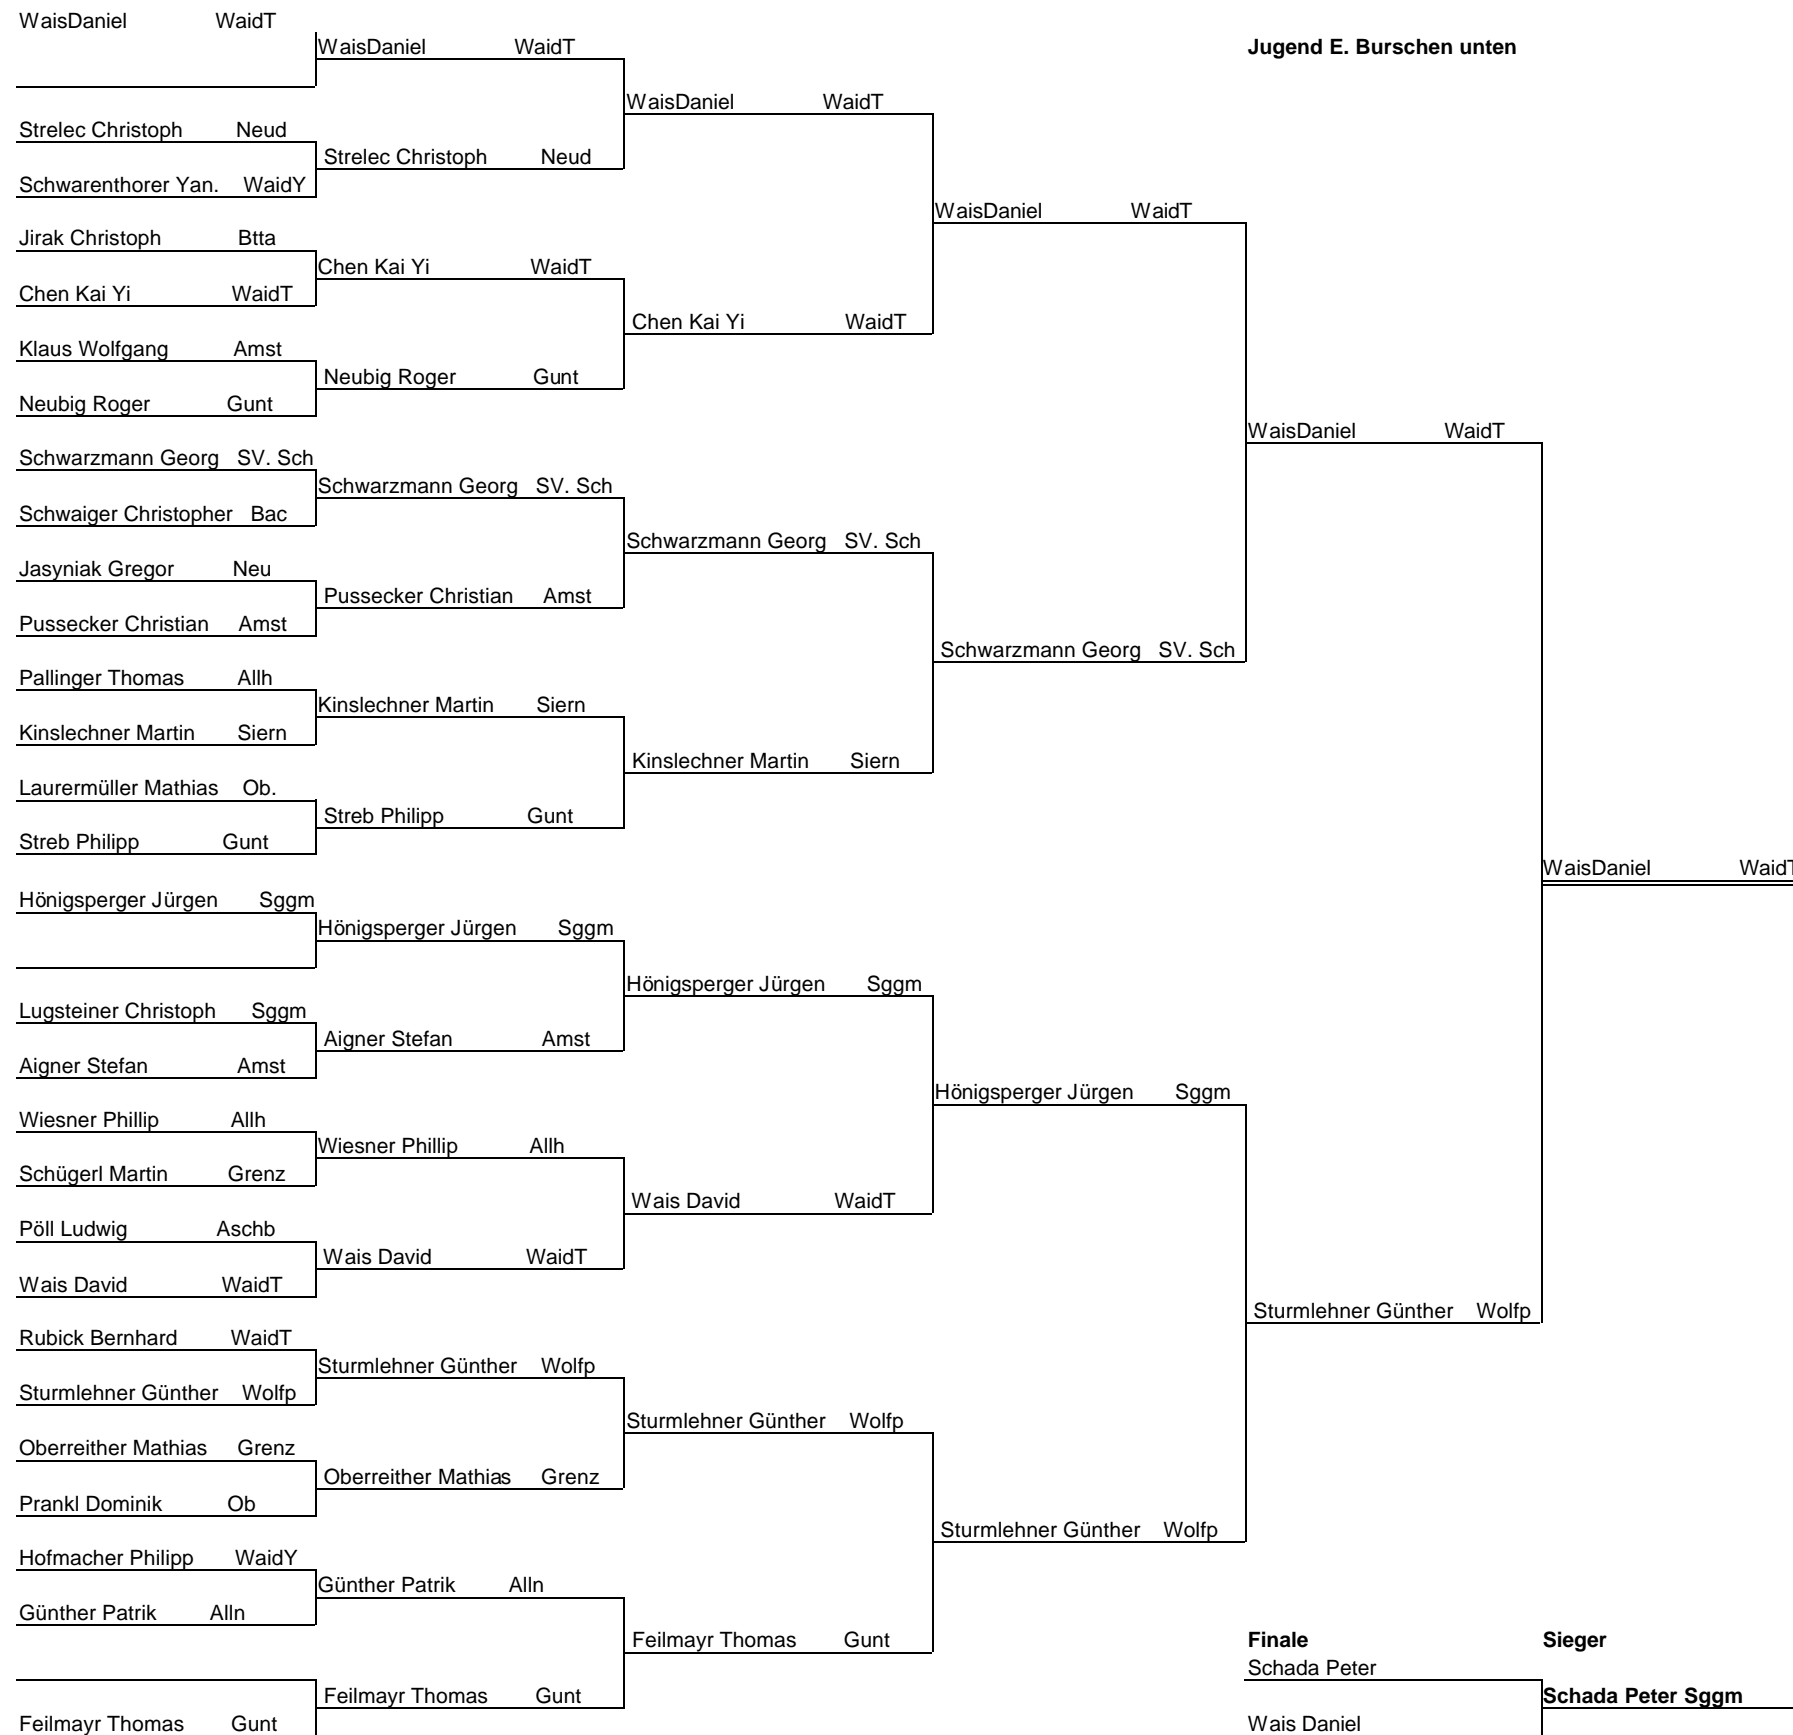 WaisDaniel WaidT
WaisDaniel WaidT
Jugend E. Burschen unten
WaisDaniel WaidT
Strelec Christoph Neud
Strelec Christoph Neud
Schwarenthorer Yan. WaidY
WaisDaniel WaidT
Jirak Christoph Btta
Chen Kai Yi WaidT
Chen Kai Yi WaidT
Chen Kai Yi WaidT
Klaus Wolfgang Amst
Neubig Roger Gunt
Neubig Roger Gunt
WaisDaniel WaidT
Schwarzmann Georg SV. Sch
Schwarzmann Georg SV. Sch
Schwaiger Christopher Bac
Schwarzmann Georg SV. Sch
Jasyniak Gregor Neu
Pussecker Christian Amst
Pussecker Christian Amst
Schwarzmann Georg SV. Sch
Pallinger Thomas Allh
Kinslechner Martin Siern
Kinslechner Martin Siern
Kinslechner Martin Siern
Laurermüller Mathias Ob.
Streb Philipp Gunt
Streb Philipp Gunt
WaisDaniel WaidT
Hönigsperger Jürgen Sggm
Hönigsperger Jürgen Sggm
Hönigsperger Jürgen Sggm
Lugsteiner Christoph Sggm
Aigner Stefan Amst
Aigner Stefan Amst
Hönigsperger Jürgen Sggm
Wiesner Phillip Allh
Wiesner Phillip Allh
Schügerl Martin Grenz
Wais David WaidT
Pöll Ludwig Aschb
Wais David WaidT
Wais David WaidT
Sturmlehner Günther Wolfp
Rubick Bernhard WaidT
Sturmlehner Günther Wolfp
Sturmlehner Günther Wolfp
Sturmlehner Günther Wolfp
Oberreither Mathias Grenz
Oberreither Mathias Grenz
Prankl Dominik Ob
Sturmlehner Günther Wolfp
Hofmacher Philipp WaidY
Günther Patrik Alln
Günther Patrik Alln
Feilmayr Thomas Gunt
Finale Sieger
Schada Peter
Feilmayr Thomas Gunt
Schada Peter Sggm
Feilmayr Thomas Gunt
Wais Daniel